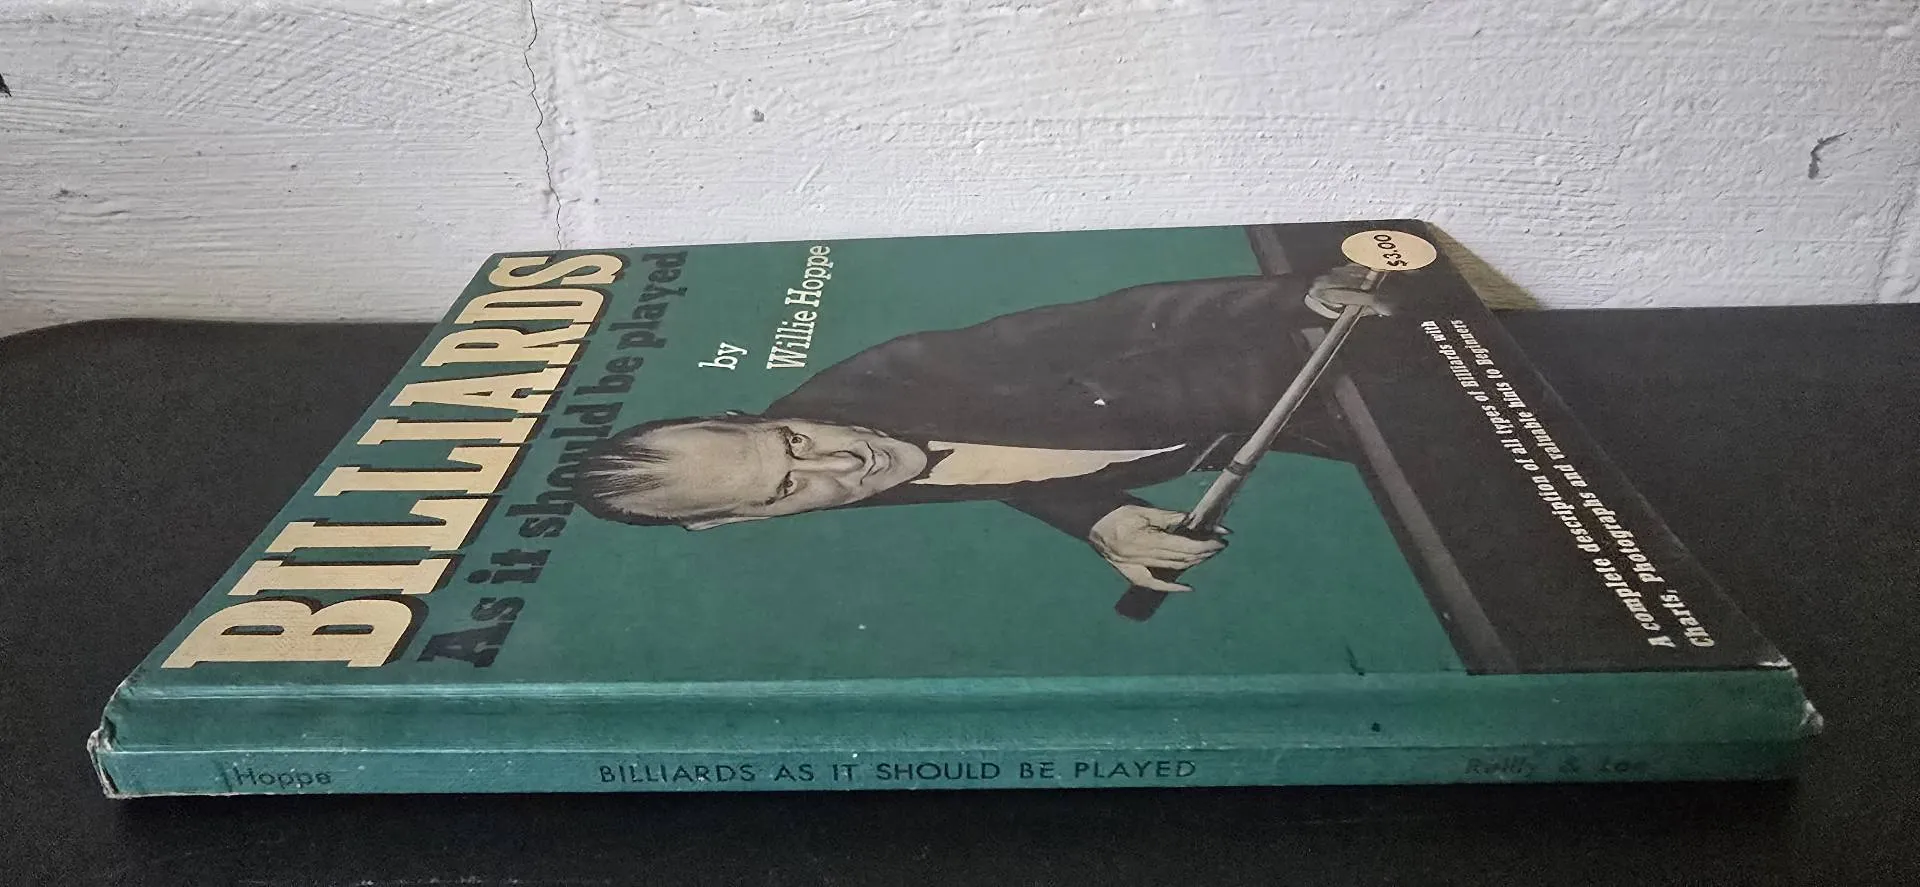 BILLIARDS
As it should be played
by
Willie Hoppe
$3.00
A complete description of all types of Billiards with
Charts, Photographs and valuable hints to Beginners
Hoppe
BILLIARDS AS IT SHOULD BE PLAYED
Reilly & Lee